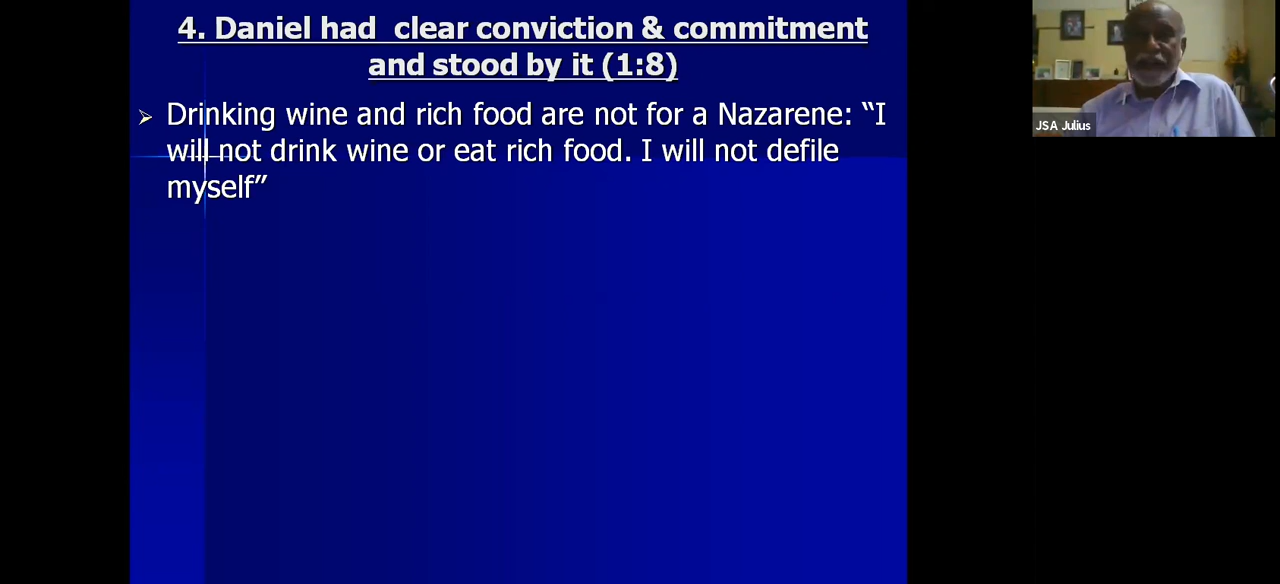 4. Daniel had  clear conviction & commitment
and stood by it (1:8)
➢ Drinking wine and rich food are not for a Nazarene: “I
will not drink wine or eat rich food. I will not defile
myself”
JSA Julius